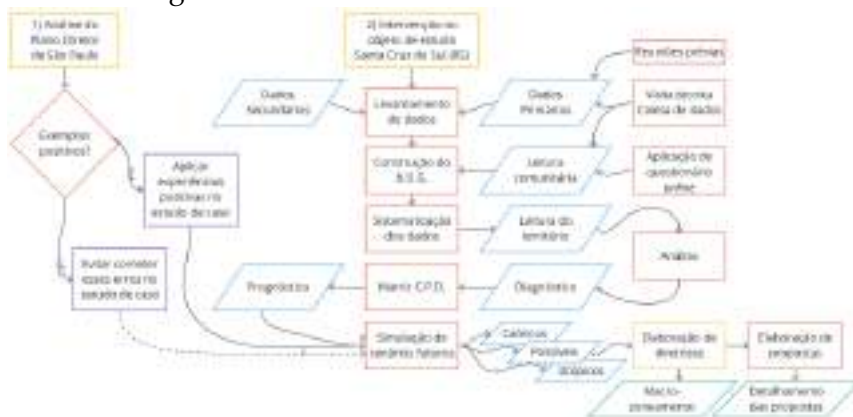 1) Análise do
Plano Diretor
de São Paulo
2) Intervenção no
objeto de estudo
Santa Cruz do Sul (RS)
Reuniões prévias
Dados
Secundários
Levantamento
de dados
Dados
Primários
Visita técnica
Coleta de dados
Exemplos
positivos?
Aplicar
experiências
positivas no
estudo de caso
Construção do
Leitura
comunitária
Aplicação de
questionário
online
Sistematização
dos dados
Leitura do
território
Análise
Evitar cometer
esses erros no
estudo de caso
Prognóstico
Matriz C.P.D.
Diagnóstico
Simulação de
cenários futuros
Possíveis
Elaboração de
diretrizes
Elaboração de
propostas
Macro-
zoneamento
Detalhamento
das propostas